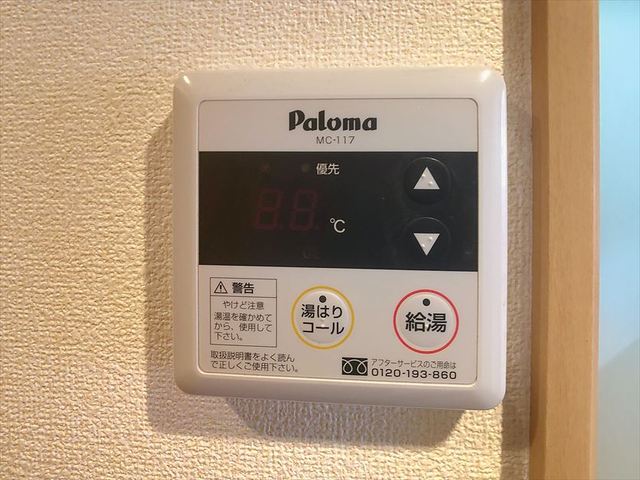 Paloma
MC-117
優先
88
℃
警告
やけど注意
湯温を確かめて
から、使用して
下さい。
湯はり
コール
給湯
取扱説明書をよく読ん
で正しくご使用下さい。
アフターサービスのご用命は
0120-193-860